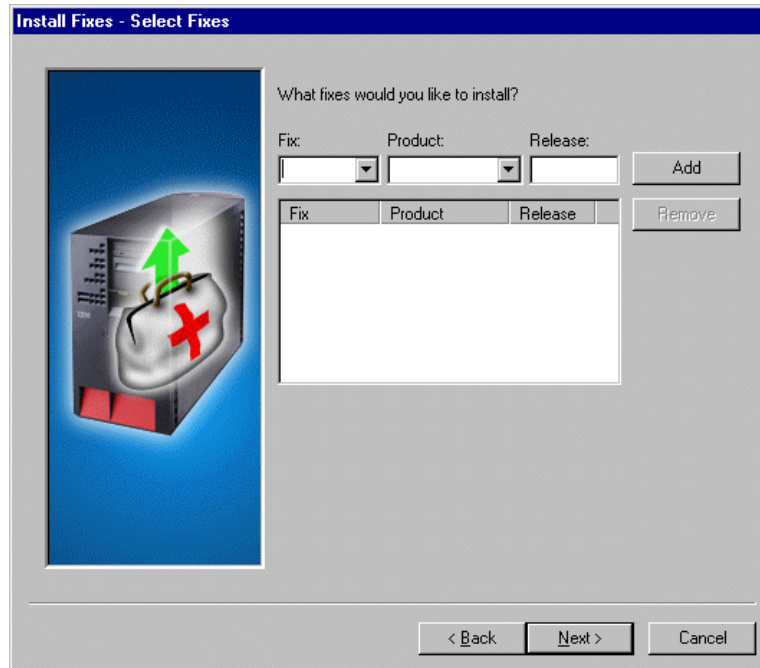 Install Fixes - Select Fixes
What fixes would you like to install?
Fix: Product: Release:
Add
Fix Product Release
Remove
IBM
< Back Next > Cancel